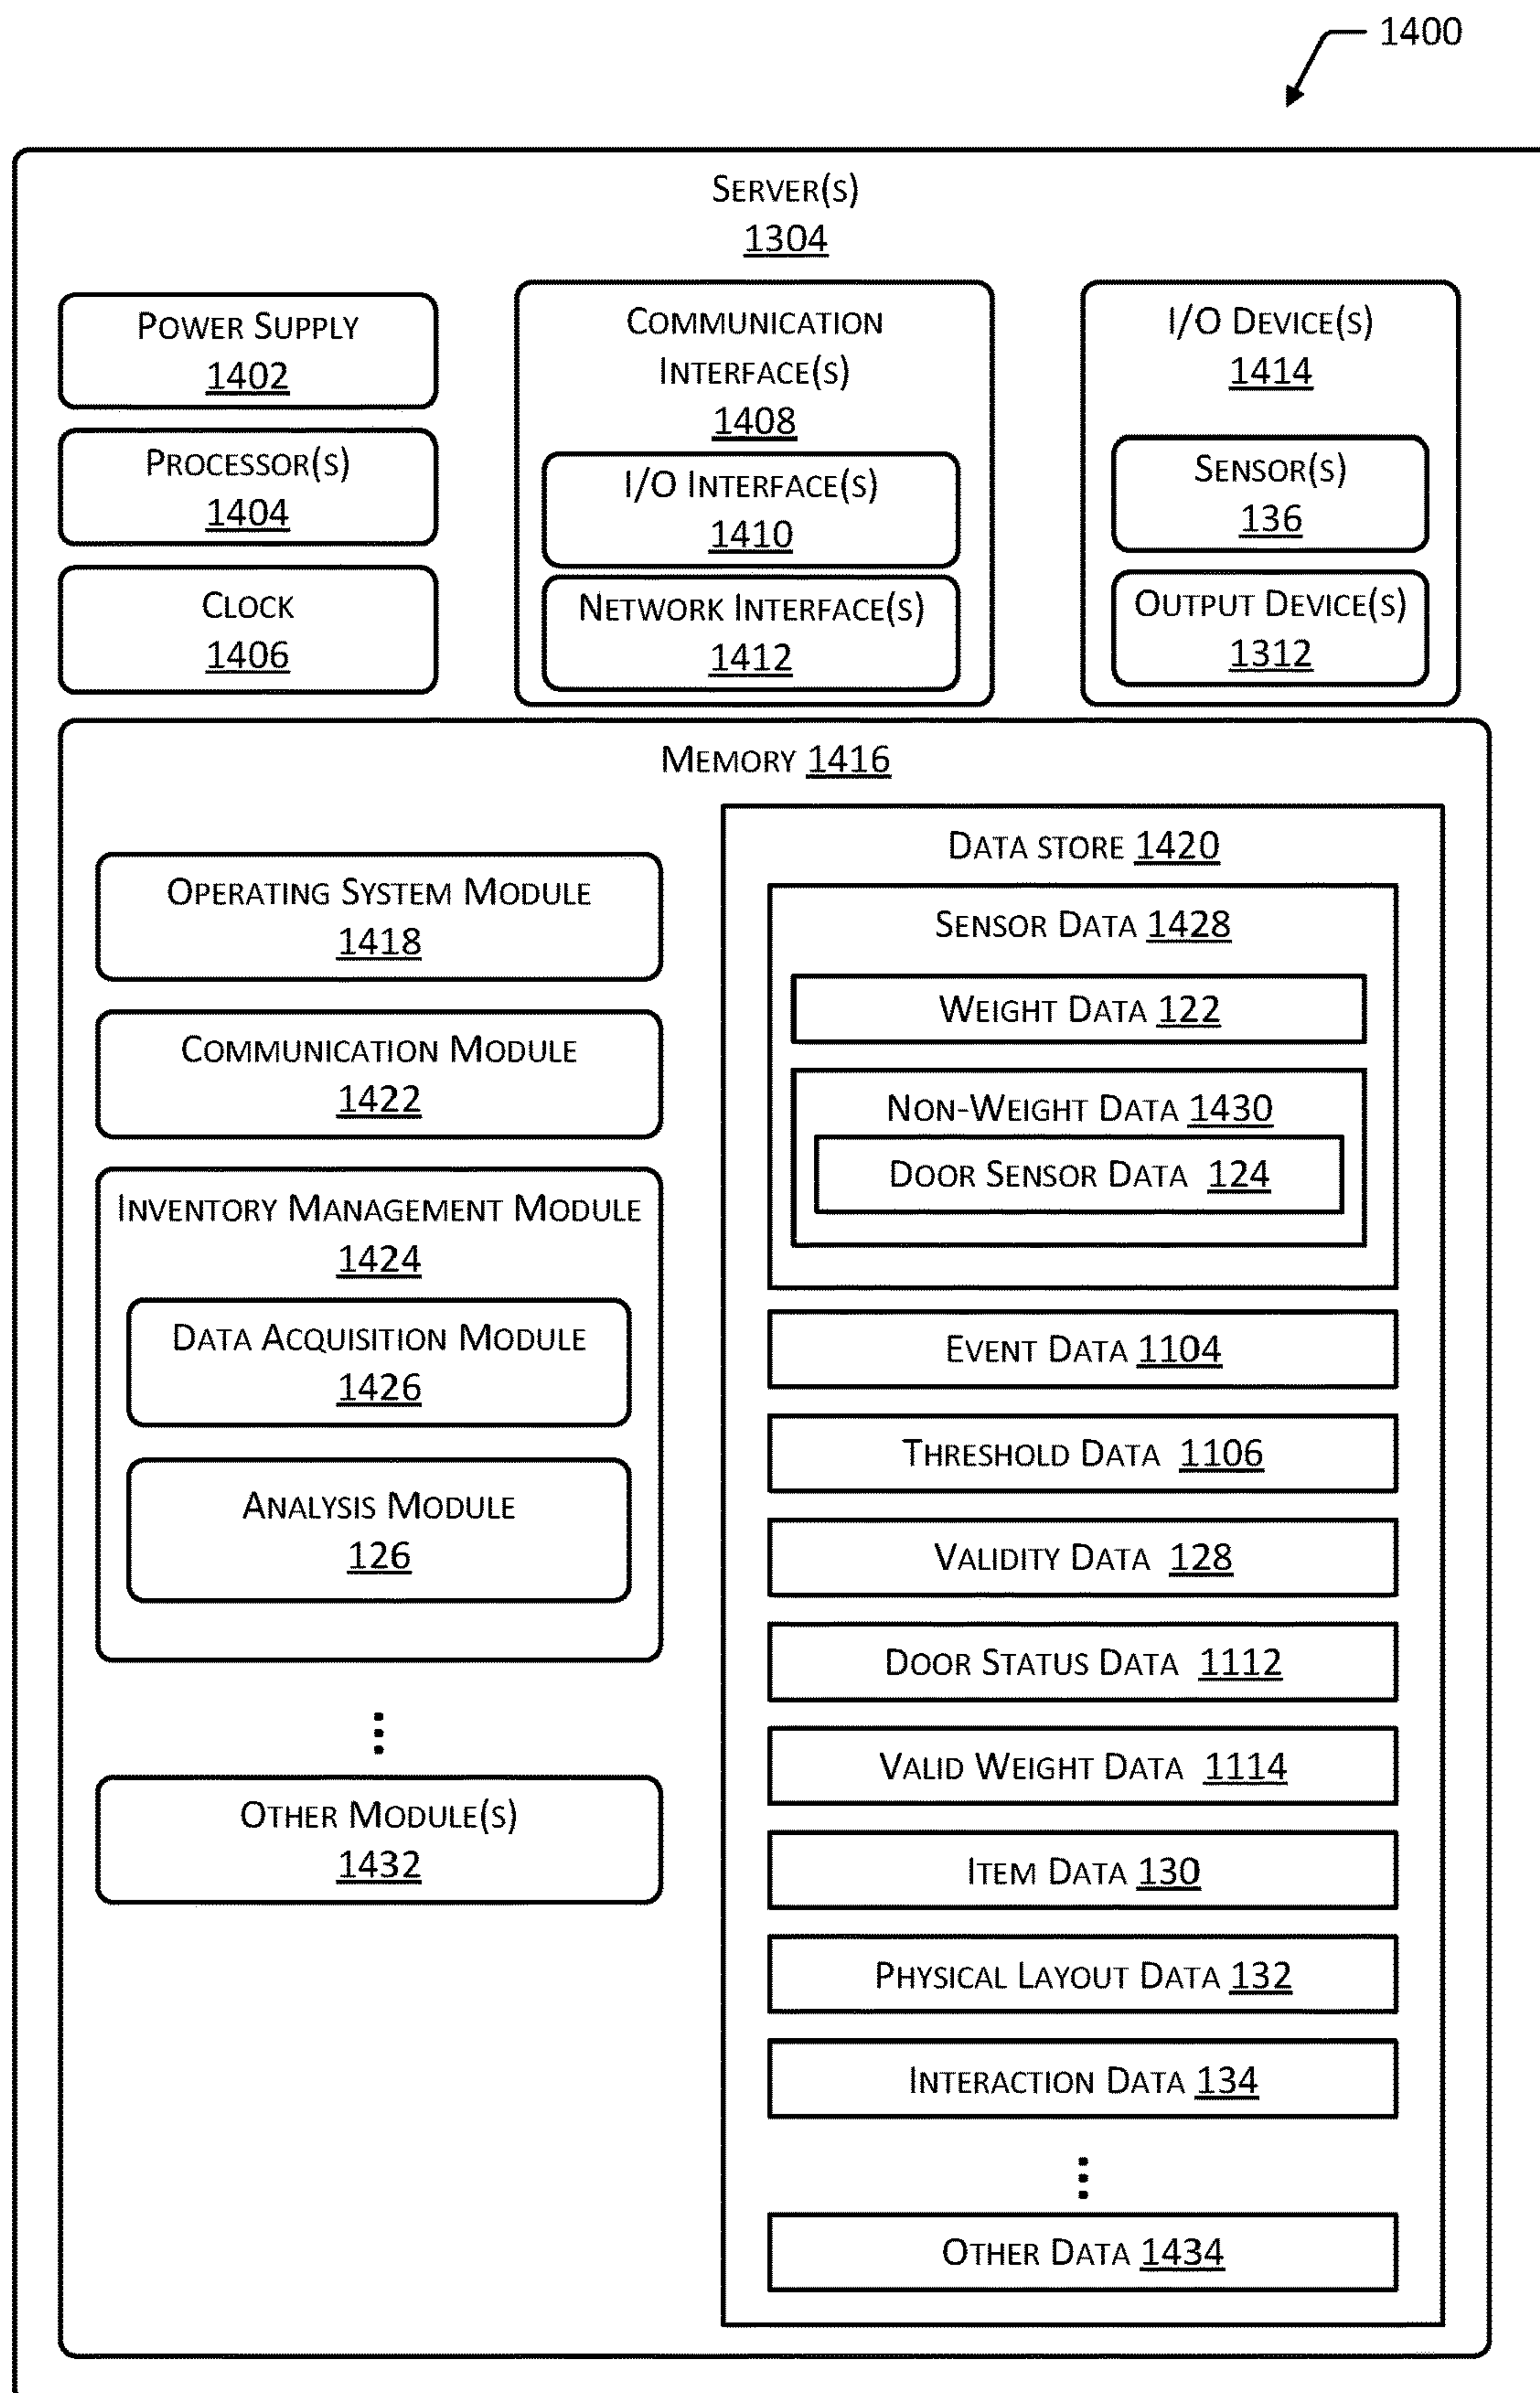 1400
SERVER(S)
1304
POWER SUPPLY
1402
PROCESSOR(S)
1404
CLOCK
1406
COMMUNICATION
INTERFACE(S)
1408
I/O INTERFACE(S)
1410
NETWORK INTERFACE(S)
1412
I/O DEVICE(S)
1414
SENSOR(S)
136
OUTPUT DEVICE(S)
1312
MEMORY 1416
OPERATING SYSTEM MODULE
1418
COMMUNICATION MODULE
1422
INVENTORY MANAGEMENT MODULE
1424
DATA ACQUISITION MODULE
1426
ANALYSIS MODULE
126
OTHER MODULE(S)
1432
DATA STORE 1420
SENSOR DATA 1428
WEIGHT DATA 122
NON-WEIGHT DATA 1430
DOOR SENSOR DATA 124
EVENT DATA 1104
THRESHOLD DATA 1106
VALIDITY DATA 128
DOOR STATUS DATA 1112
VALID WEIGHT DATA 1114
ITEM DATA 130
PHYSICAL LAYOUT DATA 132
INTERACTION DATA 134
OTHER DATA 1434